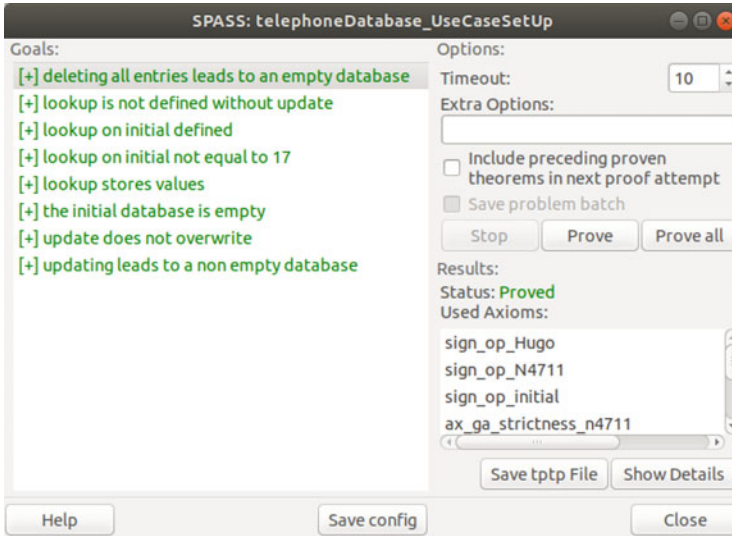 SPASS: telephoneDatabase_UseCaseSetUp
Goals:
[+] deleting all entries leads to an empty database
[+] lookup is not defined without update
[+] lookup on initial defined
[+] lookup on initial not equal to 17
[+] lookup stores values
[+] the initial database is empty
[+] update does not overwrite
[+] updating leads to a non empty database
Options:
Timeout:
10
Extra Options:
Include preceding proven
theorems in next proof attempt
Save problem batch
Stop Prove Prove all
Results:
Status: Proved
Used Axioms:
sign_op_Hugo
sign_op_N4711
sign_op_initial
ax_ga_strictness_n4711
Save tptp File Show Details
Help Save config Close